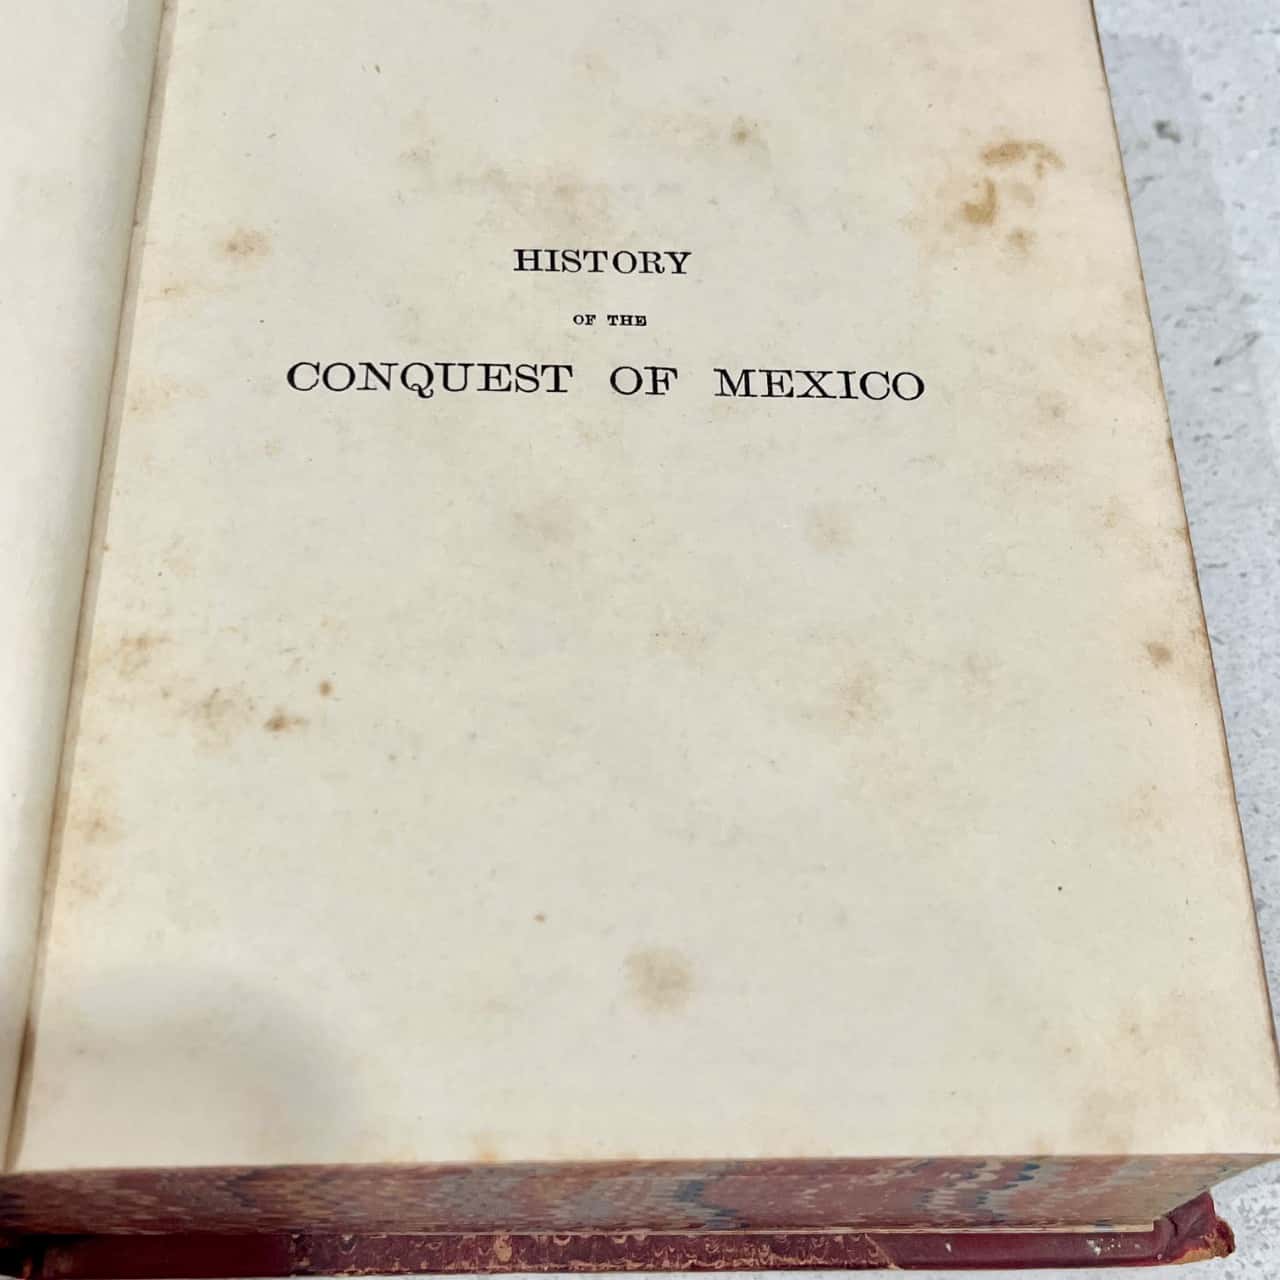 HISTORY
OF THE
CONQUEST OF MEXICO